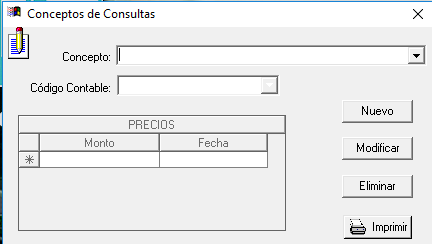 Conceptos de Consultas
Concepto:
Código Contable:
PRECIOS
Monto Fecha
Nuevo
Modificar
Eliminar
Imprimir